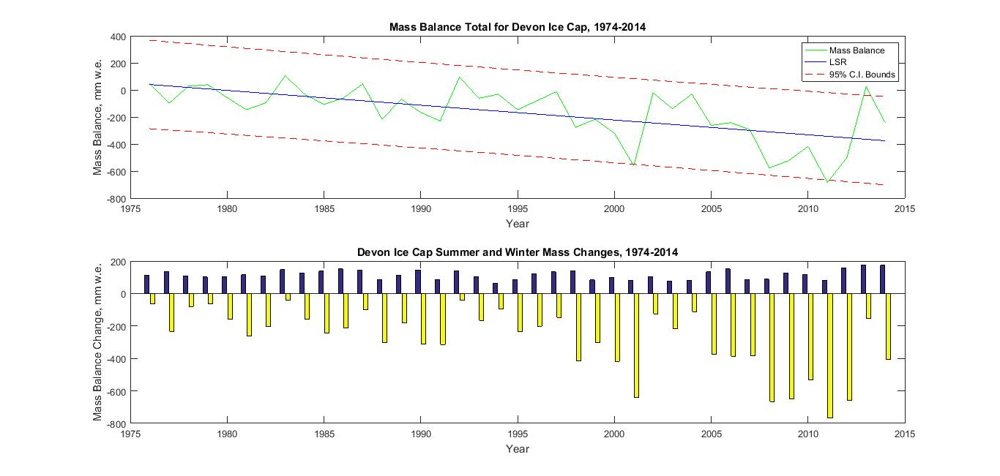 Mass Balance Total for Devon Ice Cap, 1974-2014
Mass Balance, mm w.e.
400
200
0
-200
-400
-600
-800
Mass Balance
LSR
95% C.I. Bounds
1975 1980 1985 1990 1995 2000 2005 2010 2015
Year
Devon Ice Cap Summer and Winter Mass Changes, 1974-2014
Mass Balance Change, mm w.e.
200
0
-200
-400
-600
-800
1975 1980 1985 1990 1995 2000 2005 2010 2015
Year